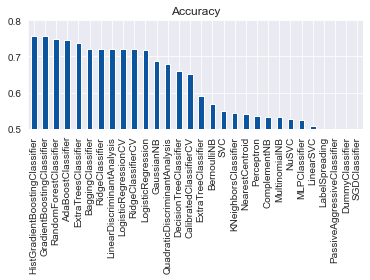 Accuracy
0.8
0.7
0.6
0.5
HistGradientBoostingClassifier
GradientBoostingClassifier
RandomForestClassifier
AdaBoostClassifier
ExtraTreesClassifier
BaggingClassifier
RidgeClassifier
LinearDiscriminantAnalysis
LogisticRegressionCV
RidgeClassifierCV
LogisticRegression
GaussianNB
QuadraticDiscriminantAnalysis
DecisionTreeClassifier
CalibratedClassifierCV
ExtraTreeClassifier
BernoulliNB
SVC
KNeighborsClassifier
NearestCentroid
Perceptron
ComplementNB
MultinomialNB
NuSVC
MLPClassifier
LinearSVC
LabelSpreading
PassiveAggressiveClassifier
DummyClassifier
SGDClassifier